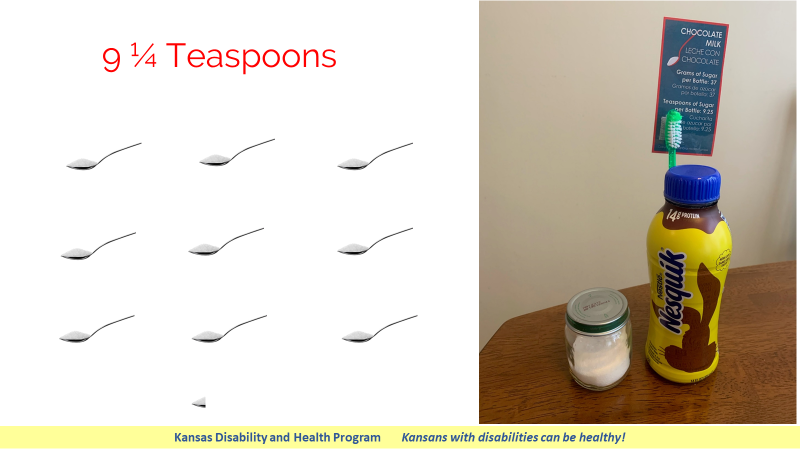 9 ¼ Teaspoons
CHOCOLATE
MILK
LECHE CON
CHOCOLATE
Grams of Sugar
per Bottle: 37
Gramos de azúcar
por botella: 37
Teaspoons of Sugar
per Bottle: 9.25
Cucharita
azúcar por
botella: 9.25
14g PROTEIN
Nestlé
Nesquik
Kansas Disability and Health Program Kansans with disabilities can be healthy!